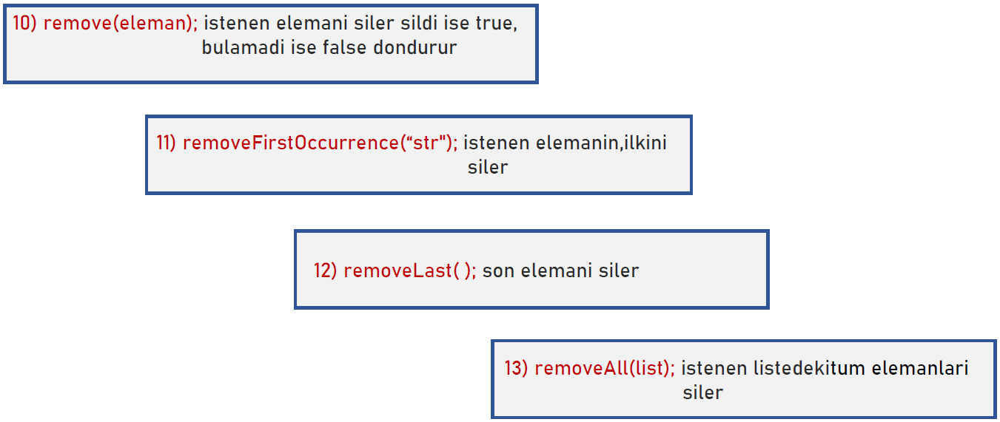 10) remove(eleman); istenen elemani siler sildi ise true,
bulamadi ise false dondurur
11) removeFirstOccurrence(“str"); istenen elemanin,ilkini
siler
12) removeLast( ); son elemani siler
13) removeAll(list); istenen listedekitum elemanlari
siler